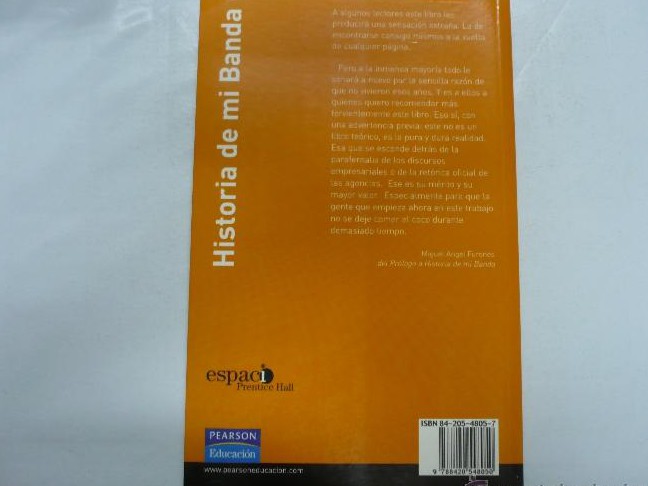 Historia de mi Banda
A algunos lectores este libro les
producirá una sensación extraña. La de
encontrarse consigo mismos a la vuelta
de cualquier página.
Pero a la inmensa mayoría todo le
sonará a nuevo por la sencilla razón de
que no vivieron esos años. Y es a ellos a
quienes quiero recomendar más
fervientemente este libro. Eso sí, con
una advertencia previa: este no es un
libro teórico, es la pura y dura realidad.
Esa que se esconde detrás de la
parafernalia de los discursos
empresariales o de la retórica oficial de
las agencias. Ese es su mérito y su
mayor valor. Especialmente para que la
gente que empieza ahora en este trabajo
no se deje comer el coco durante
demasiado tiempo.
Miguel Angel Furones
del Prólogo a Historia de mi Banda
espacio
Prentice Hall
PEARSON
Educación
www.pearsoneducacion.com
ISBN 84-205-4805-7
9 788420 548050